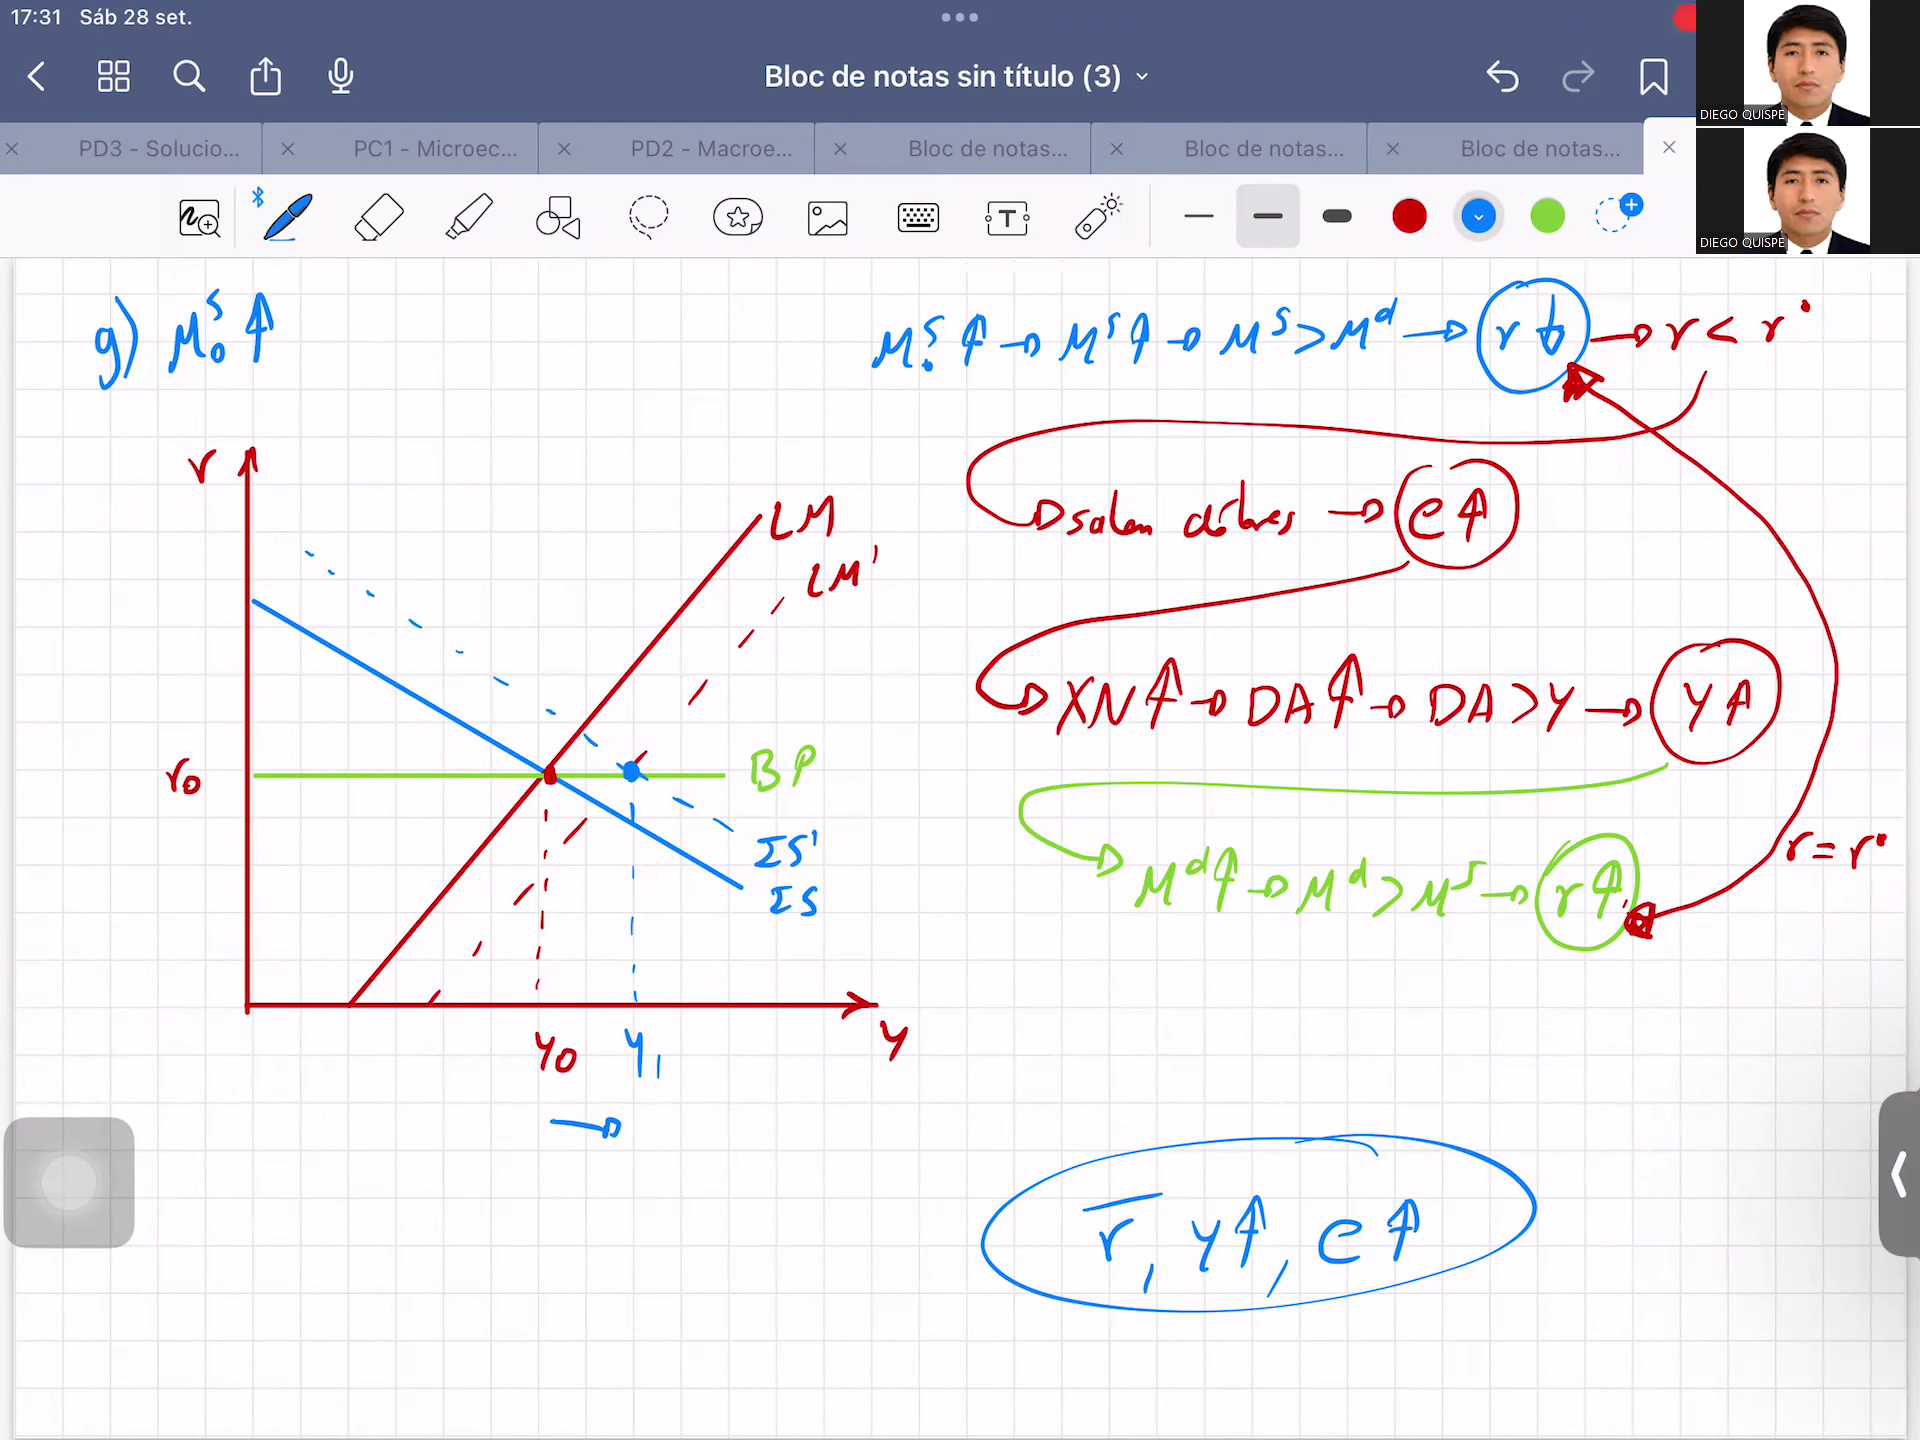 17:31 Sáb 28 set.
Bloc de notas sin título (3)
DIEGO QUISPE
DIEGO QUISPE
PD3 - Solucio...
PC1 - Microec...
PD2 - Macroe...
Bloc de notas...
Bloc de notas...
Bloc de notas...
T
g) M₀ˢ ↑
M₀ˢ ↑ → Mˢ ↑ → Mˢ > Mᵈ → r ↓ → r < r*
r
LM
LM'
salen dólares → e ↑
XN ↑ → DA ↑ → DA > Y → Y ↑
r₀
BP
IS'
IS
Mᵈ ↑ → Mᵈ > Mˢ → r ↑
r = r*
Y₀ Y₁
Y
→
r̅, Y ↑, e ↑